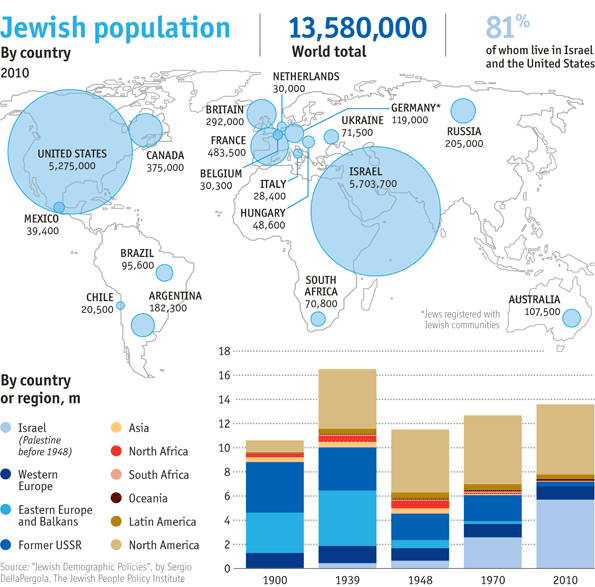 Jewish population
By country
2010
13,580,000
World total
81%
of whom live in Israel
and the United States
NETHERLANDS
30,000
BRITAIN
292,000
GERMANY*
119,000
UKRAINE
71,500
RUSSIA
205,000
FRANCE
483,500
UNITED STATES
5,275,000
CANADA
375,000
BELGIUM
30,300
ITALY
28,400
ISRAEL
5,703,700
HUNGARY
48,600
MEXICO
39,400
BRAZIL
95,600
CHILE
20,500
ARGENTINA
182,300
SOUTH
AFRICA
70,800
*Jews registered with
Jewish communities
AUSTRALIA
107,500
By country
or region, m
Israel
(Palestine
before 1948)
Western
Europe
Eastern Europe
and Balkans
Former USSR
Asia
North Africa
South Africa
Oceania
Latin America
North America
18
16
14
12
10
8
6
4
2
0
1900
1939
1948
1970
2010
Source: "Jewish Demographic Policies", by Sergio
DellaPergola, The Jewish People Policy Institute